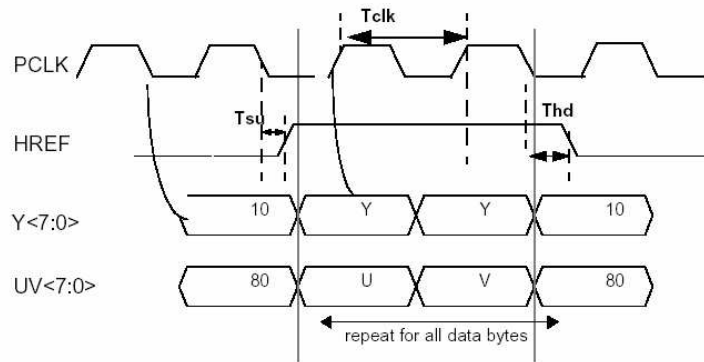 Tclk
PCLK
Tsu
Thd
HREF
Y<7:0>
10 Y Y 10
UV<7:0>
80 U V 80
repeat for all data bytes